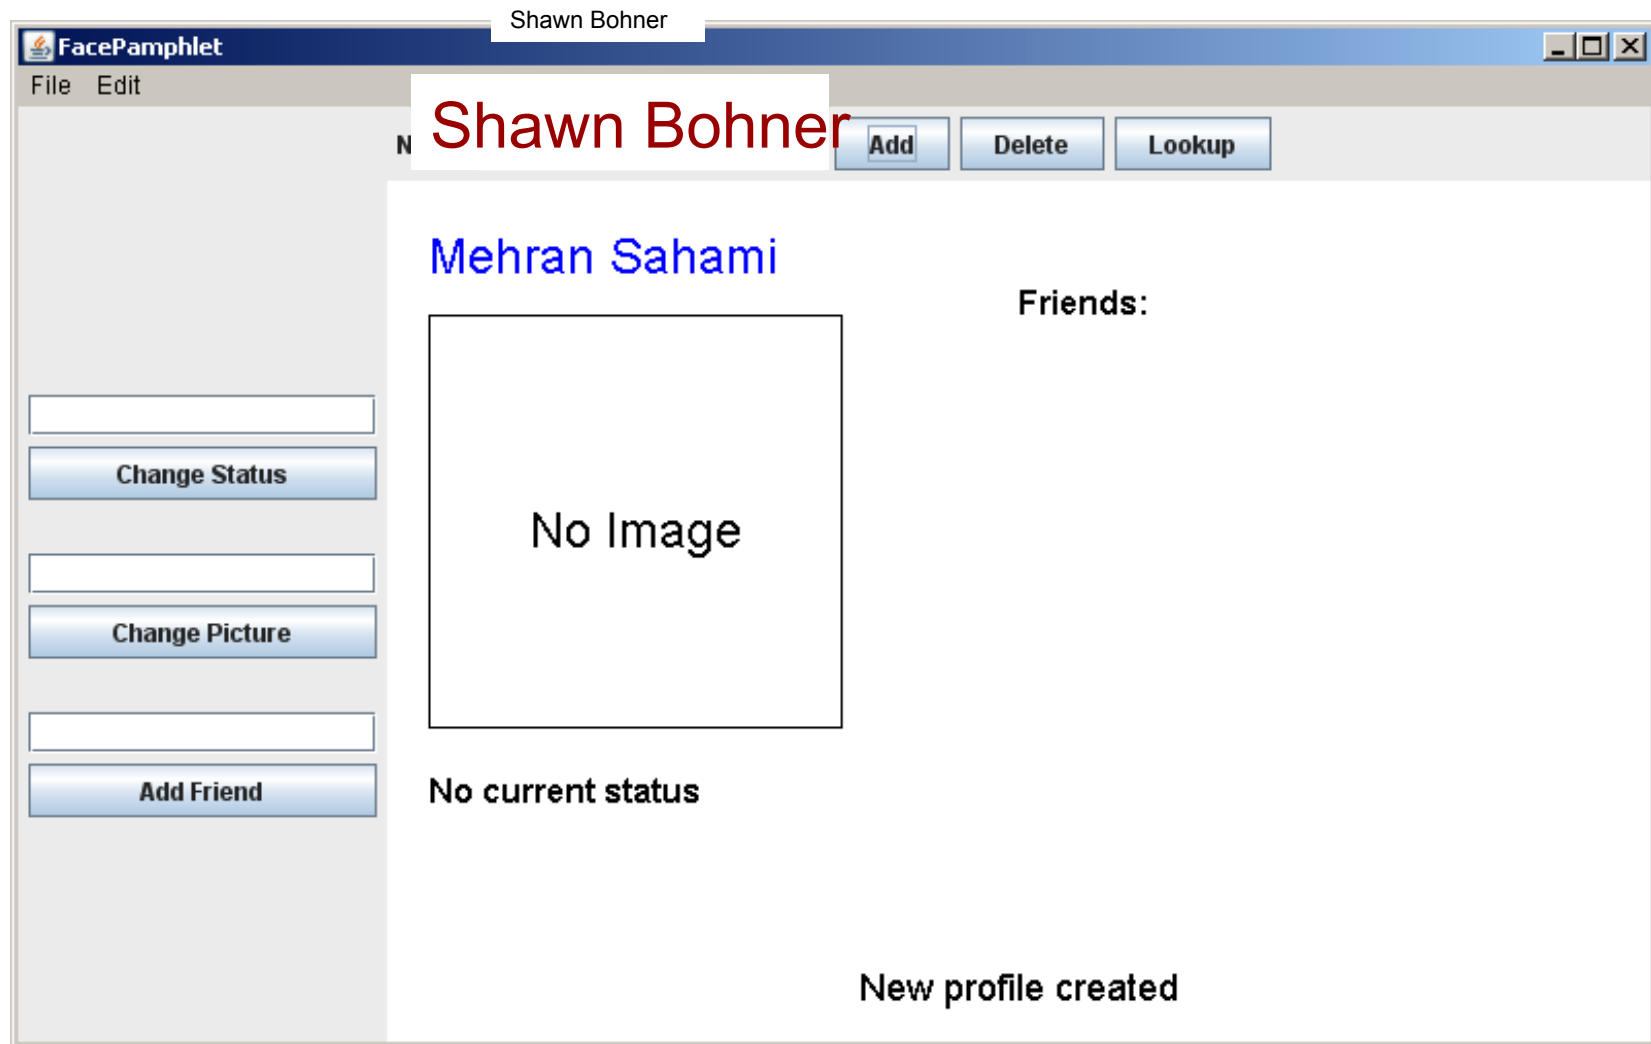 Shawn Bohner
FacePamphlet
File Edit
Shawn Bohner
Add Delete Lookup
Mehran Sahami
Friends:
Change Status
No Image
Change Picture
Add Friend
No current status
New profile created